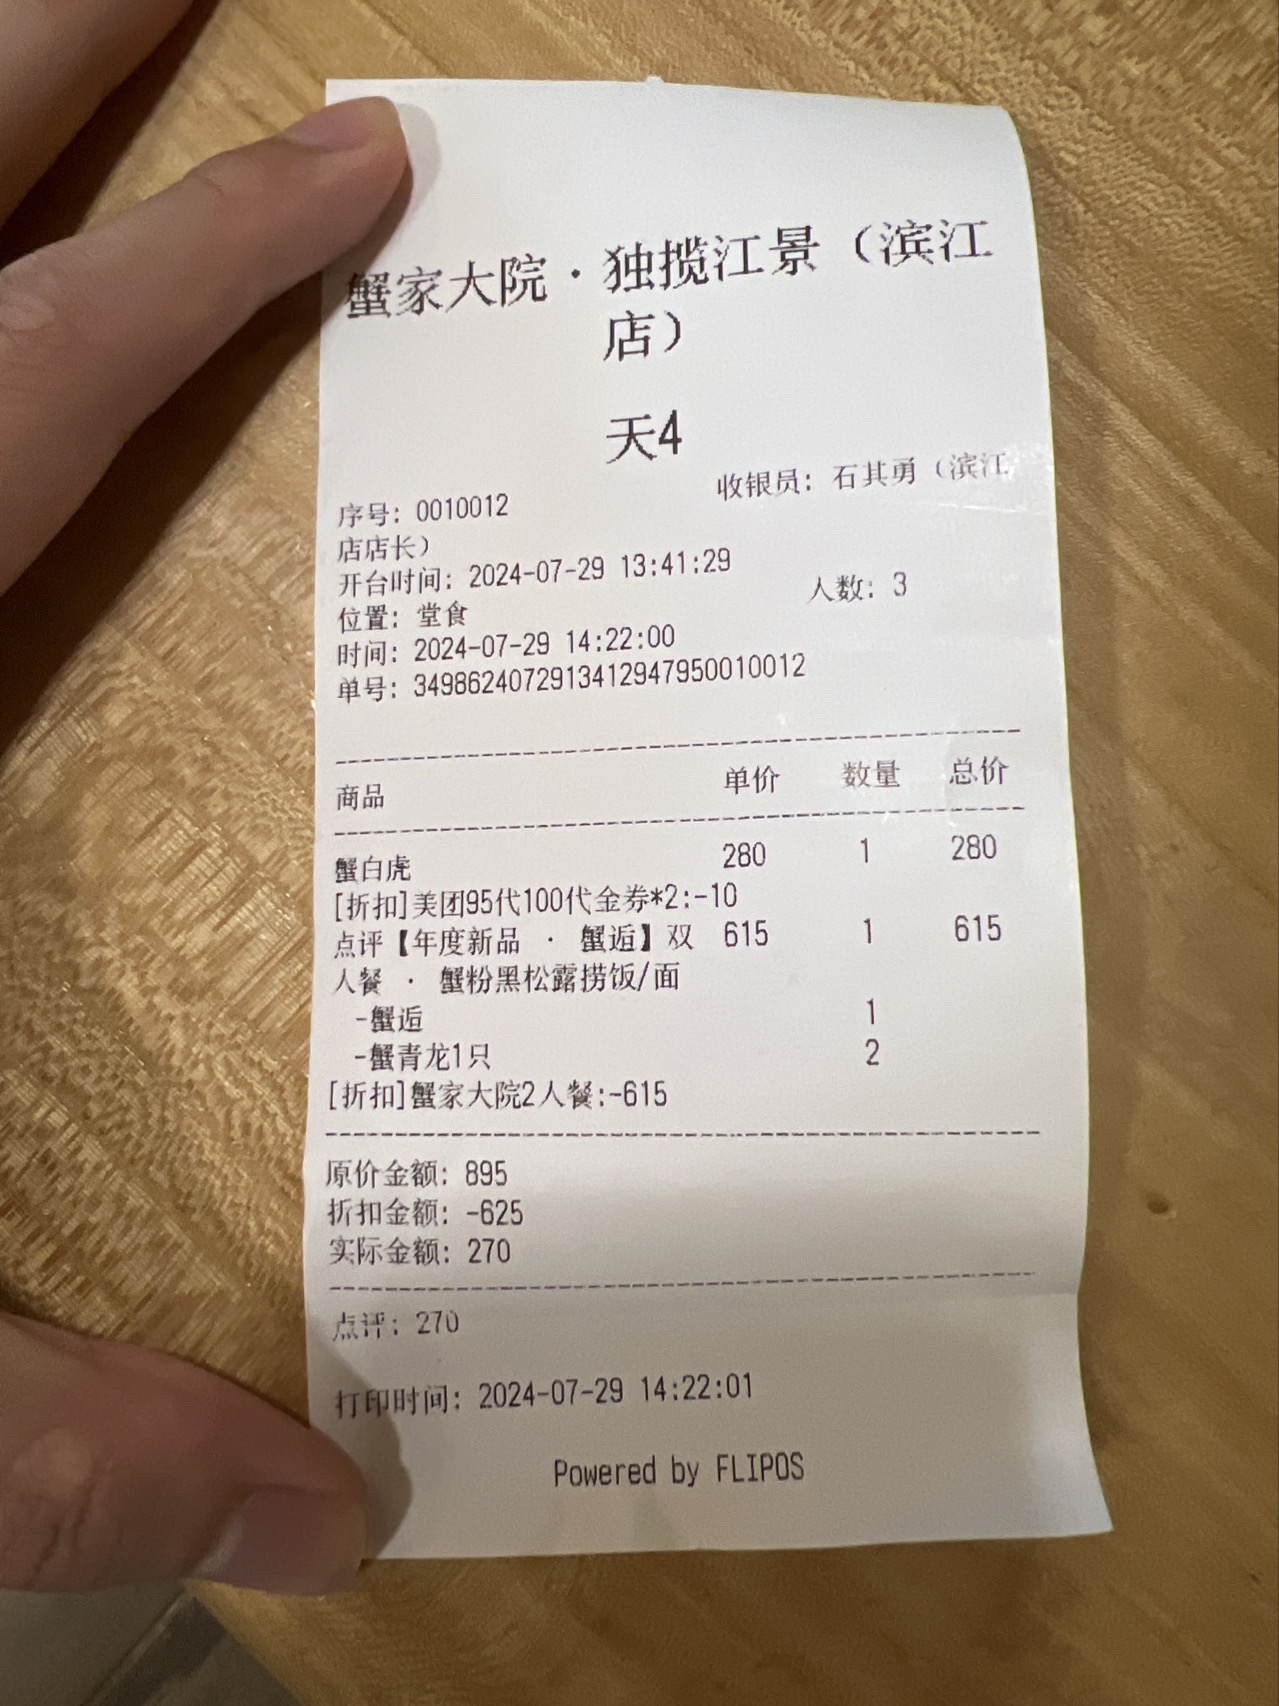 蟹家大院·独揽江景（滨江
店）
天4
序号: 0010012 收银员: 石其勇（滨江
店店长）
开台时间: 2024-07-29 13:41:29
位置: 堂食 人数: 3
时间: 2024-07-29 14:22:00
单号: 3498624072913412947950010012
商品 单价 数量 总价
蟹白虎 280 1 280
[折扣]美团95代100代金券*2:-10
点评【年度新品 · 蟹逅】双 615 1 615
人餐 · 蟹粉黑松露捞饭/面
-蟹逅 1
-蟹青龙1只 2
[折扣]蟹家大院2人餐:-615
原价金额: 895
折扣金额: -625
实际金额: 270
点评: 270
打印时间: 2024-07-29 14:22:01
Powered by FLIPOS